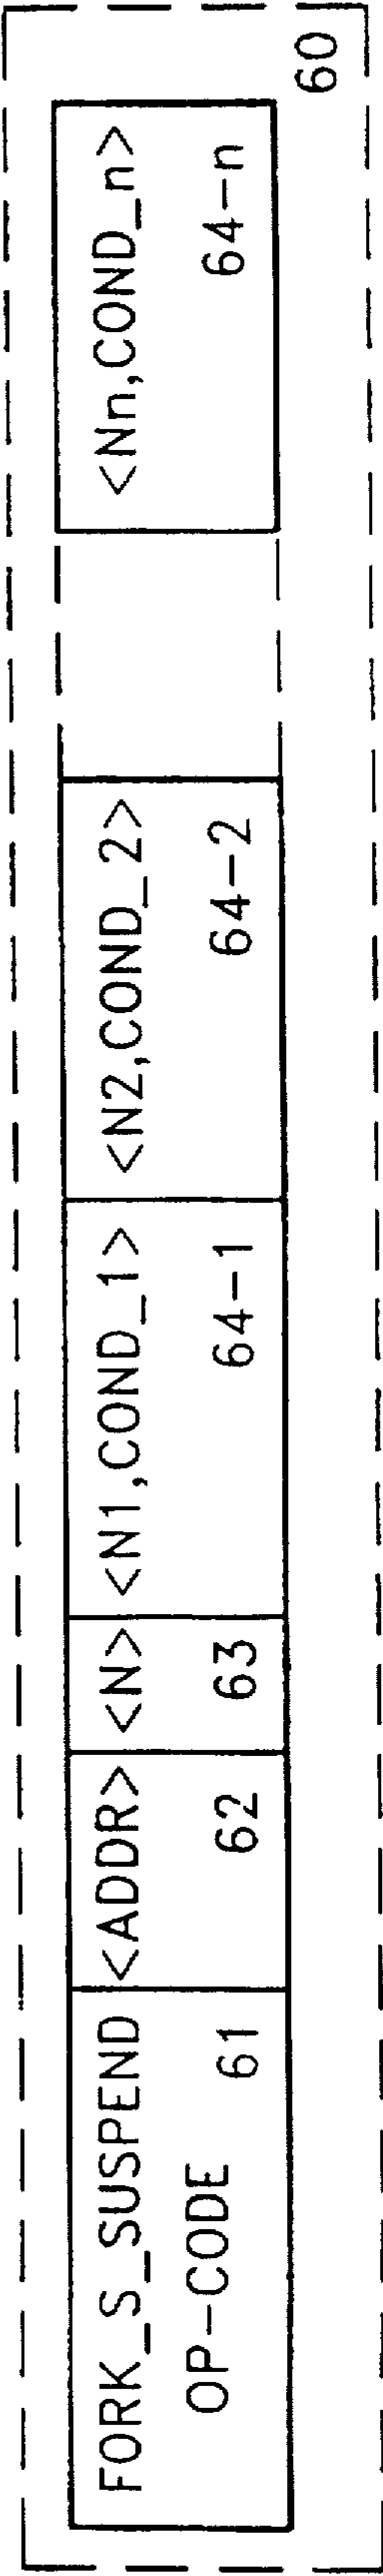 FORK_S_SUSPEND
OP-CODE 61
<ADDR>
62
<N>
63
<N1,COND_1>
64-1
<N2,COND_2>
64-2
<Nn,COND_n>
64-n
60